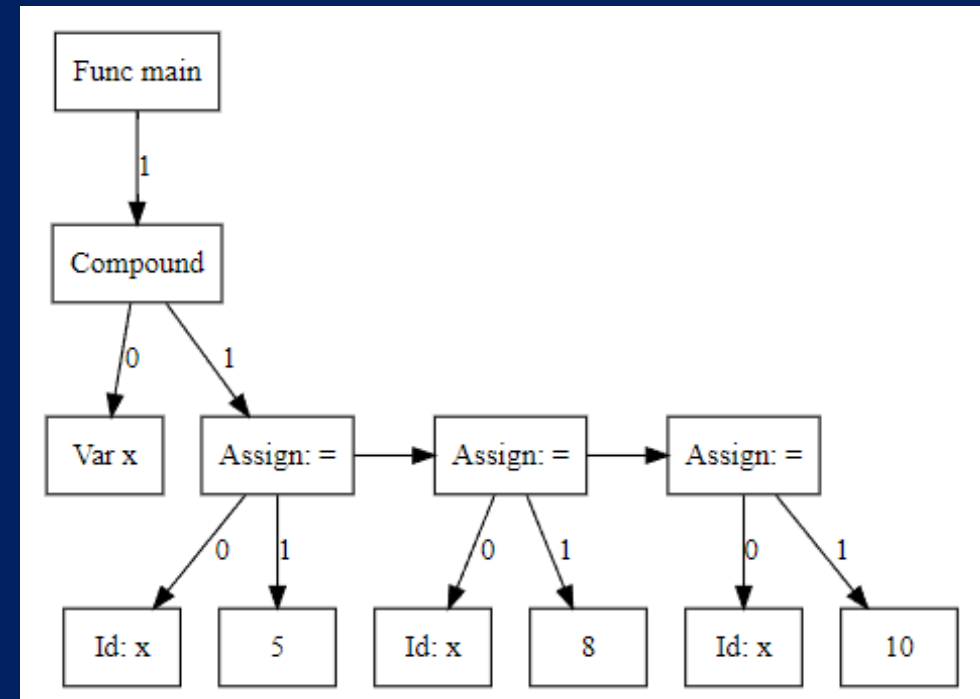 Func main
1
Compound
0
1
Var x
Assign: =
Assign: =
Assign: =
0
1
0
1
0
1
Id: x
5
Id: x
8
Id: x
10